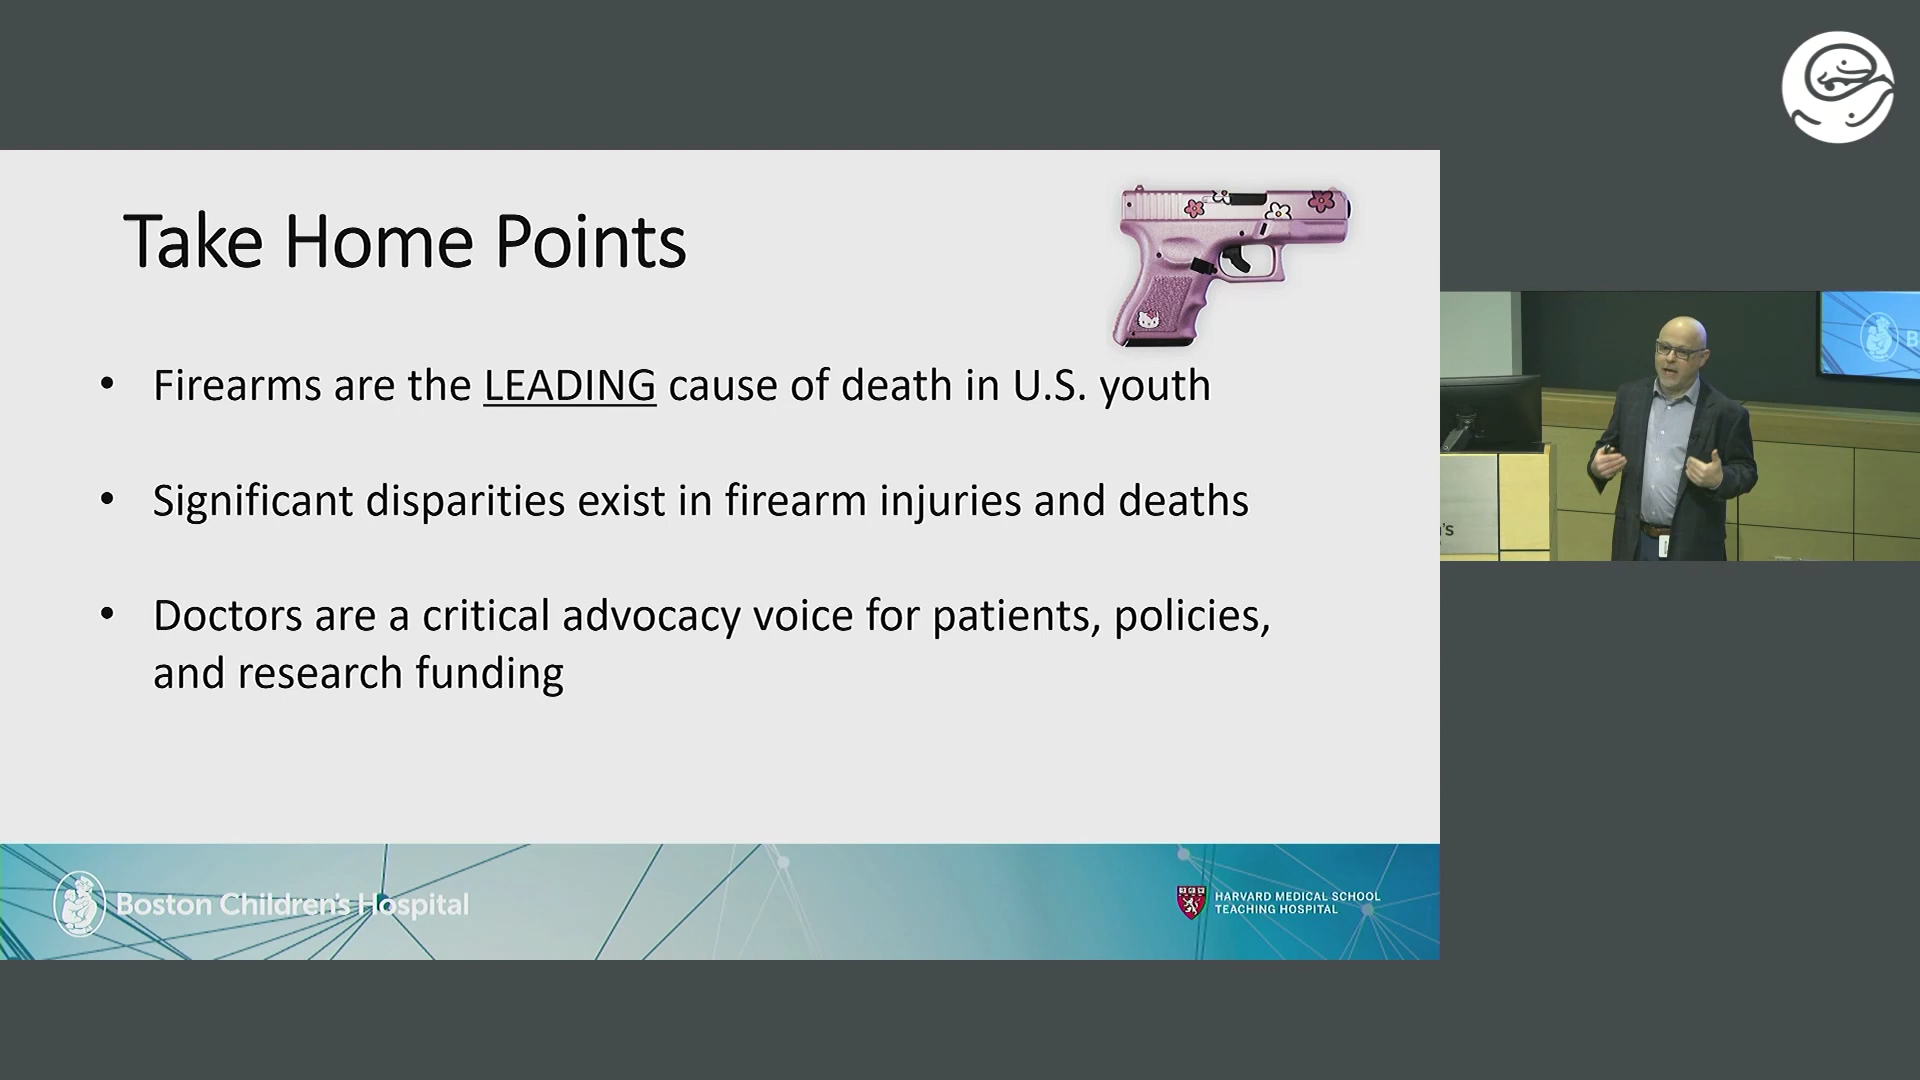 Take Home Points
• Firearms are the LEADING cause of death in U.S. youth
• Significant disparities exist in firearm injuries and deaths
• Doctors are a critical advocacy voice for patients, policies,
and research funding
Boston Children's Hospital
HARVARD MEDICAL SCHOOL
TEACHING HOSPITAL
's
B